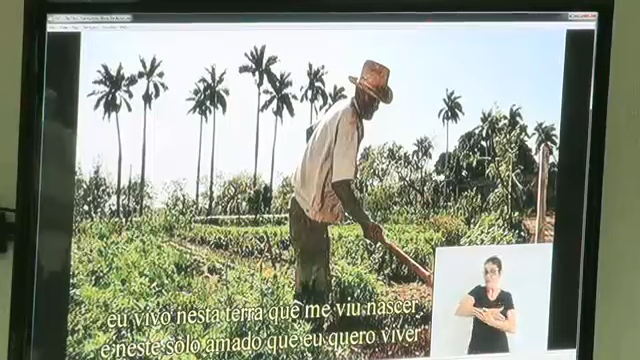 eu vivo nesta terra que me viu nascer
e neste solo amado que eu quero viver